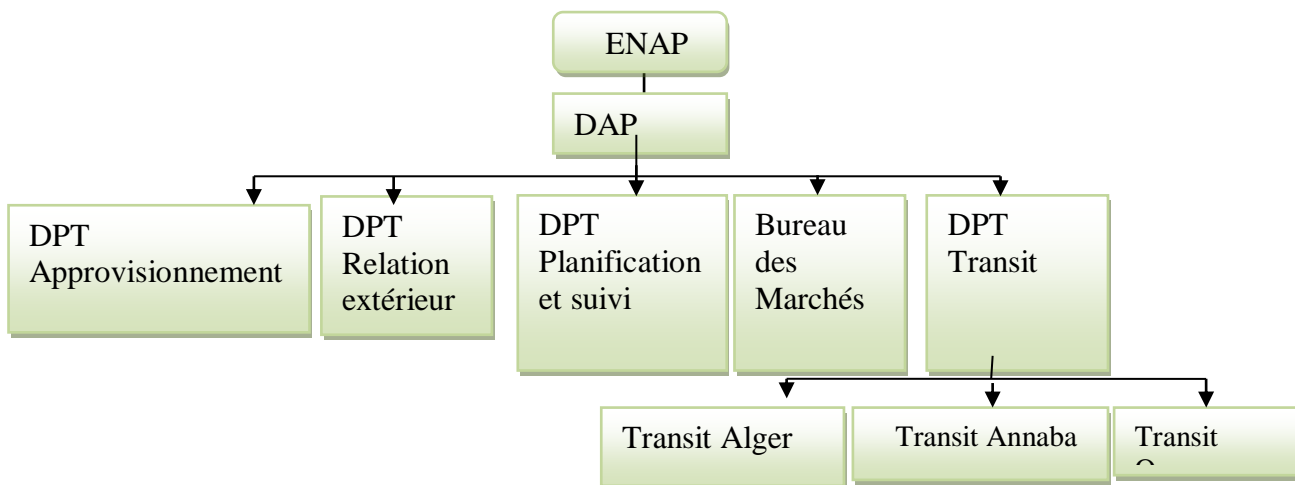 ENAP
DAP
DPT
Approvisionnement
DPT
Relation
extérieur
DPT
Planification
et suivi
Bureau
des
Marchés
DPT
Transit
Transit Alger
Transit Annaba
Transit